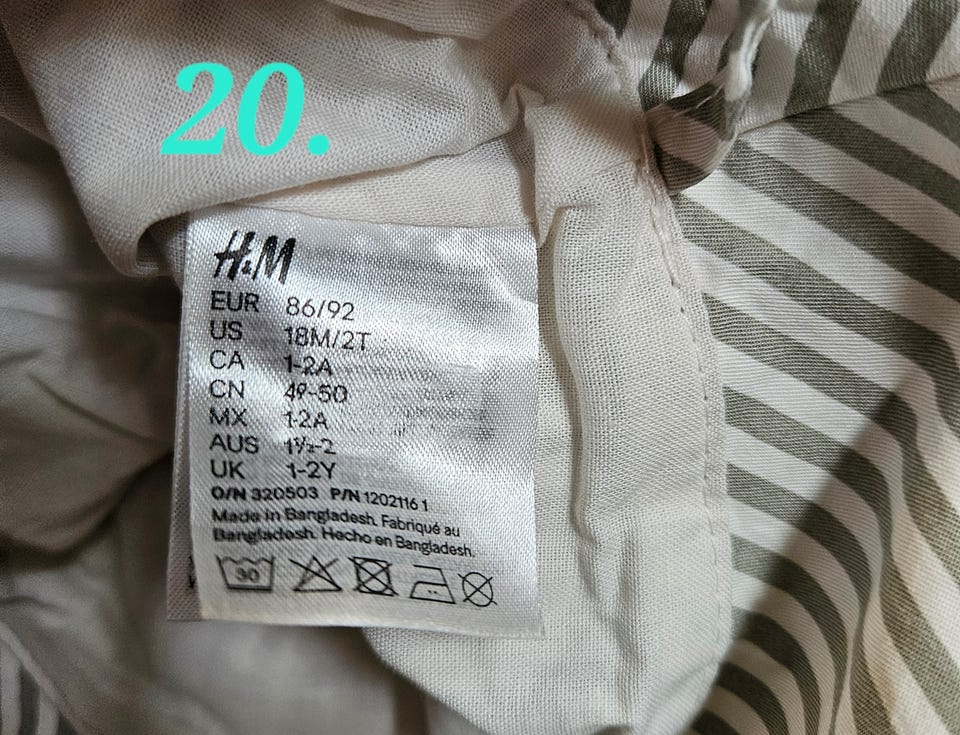 20.
H&M
EUR 86/92
US 18M/2T
CA 1-2A
CN 49-50
MX 1-2A
AUS 1½-2
UK 1-2Y
O/N 320503 P/N 1202116 1
Made in Bangladesh. Fabriqué au
Bangladesh. Hecho en Bangladesh.
30